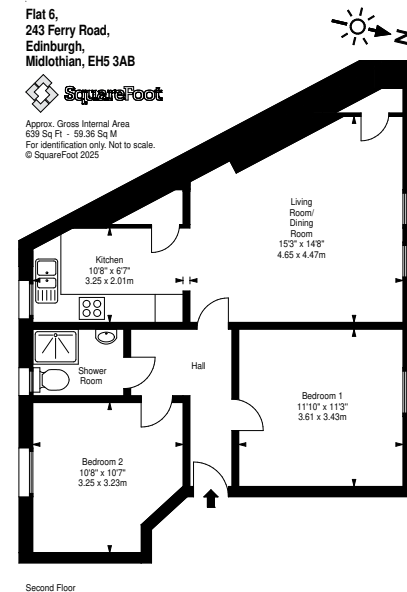 Flat 6,
243 Ferry Road,
Edinburgh,
Midlothian, EH5 3AB
SquareFoot
Approx. Gross Internal Area
639 Sq Ft - 59.36 Sq M
For identification only. Not to scale.
© SquareFoot 2025
N
Living
Room/
Dining
Room
15'3" x 14'8"
4.65 x 4.47m
Kitchen
10'8" x 6'7"
3.25 x 2.01m
Shower
Room
Hall
Bedroom 1
11'10" x 11'3"
3.61 x 3.43m
Bedroom 2
10'8" x 10'7"
3.25 x 3.23m
Second Floor